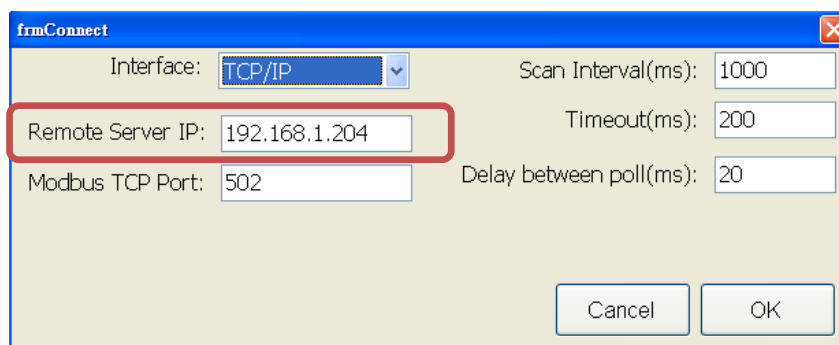 frmConnect
Interface: TCP/IP
Scan Interval(ms): 1000
Remote Server IP: 192.168.1.204
Timeout(ms): 200
Modbus TCP Port: 502
Delay between poll(ms): 20
Cancel OK